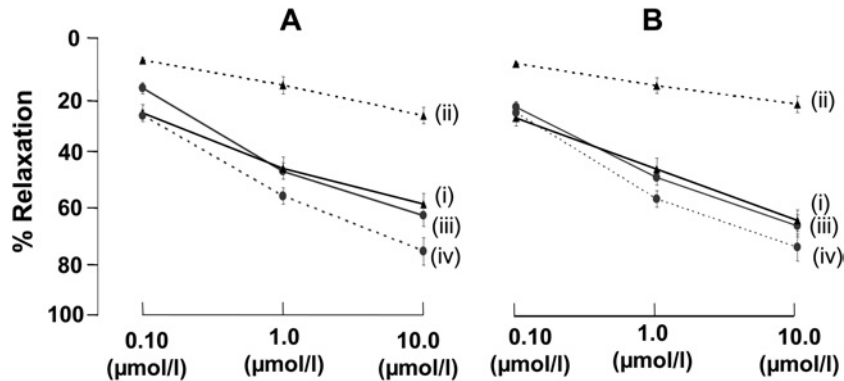 A
B
% Relaxation
0
20
40
60
80
100
(ii)
(i)
(iii)
(iv)
(ii)
(i)
(iii)
(iv)
0.10 1.0 10.0
(µmol/l) (µmol/l) (µmol/l)
0.10 1.0 10.0
(µmol/l) (µmol/l) (µmol/l)